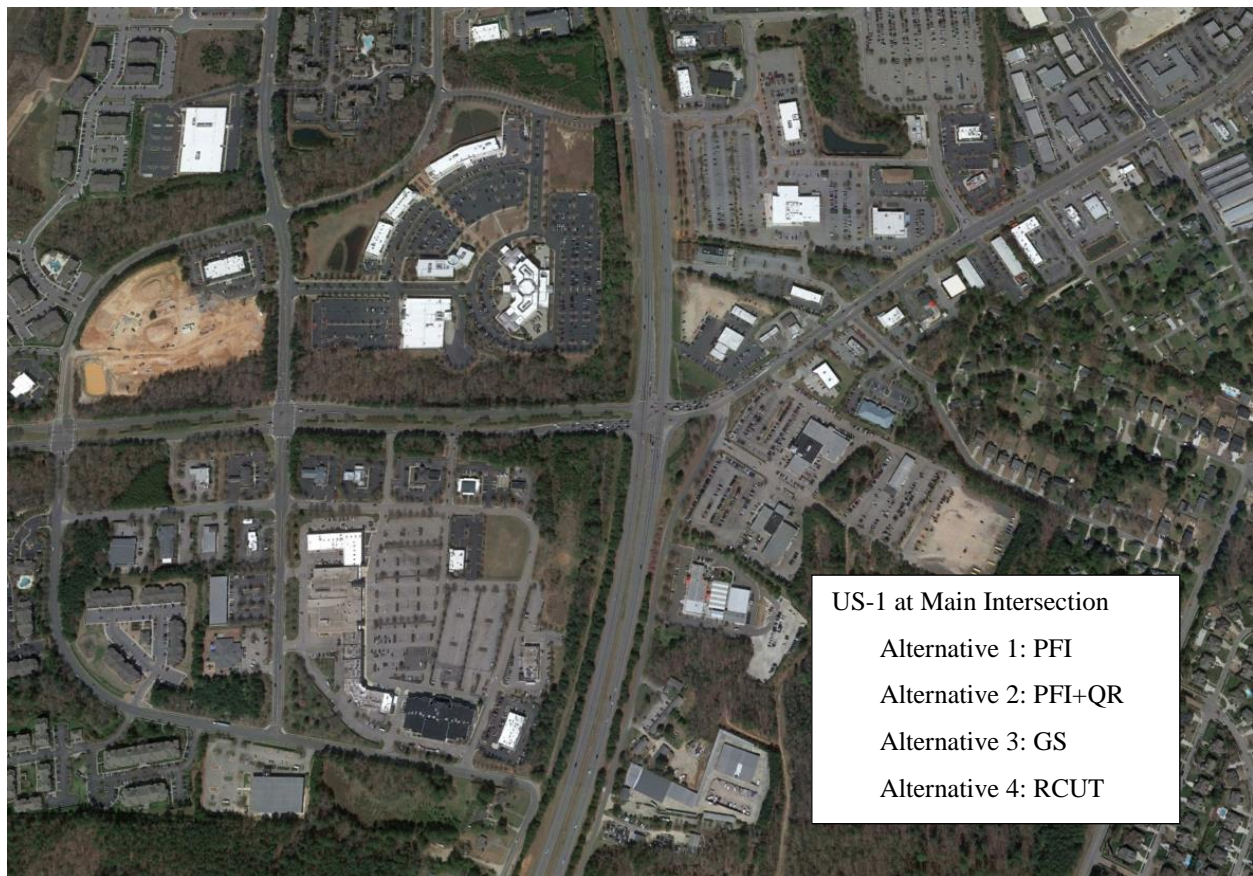 US-1 at Main Intersection
Alternative 1: PFI
Alternative 2: PFI+QR
Alternative 3: GS
Alternative 4: RCUT